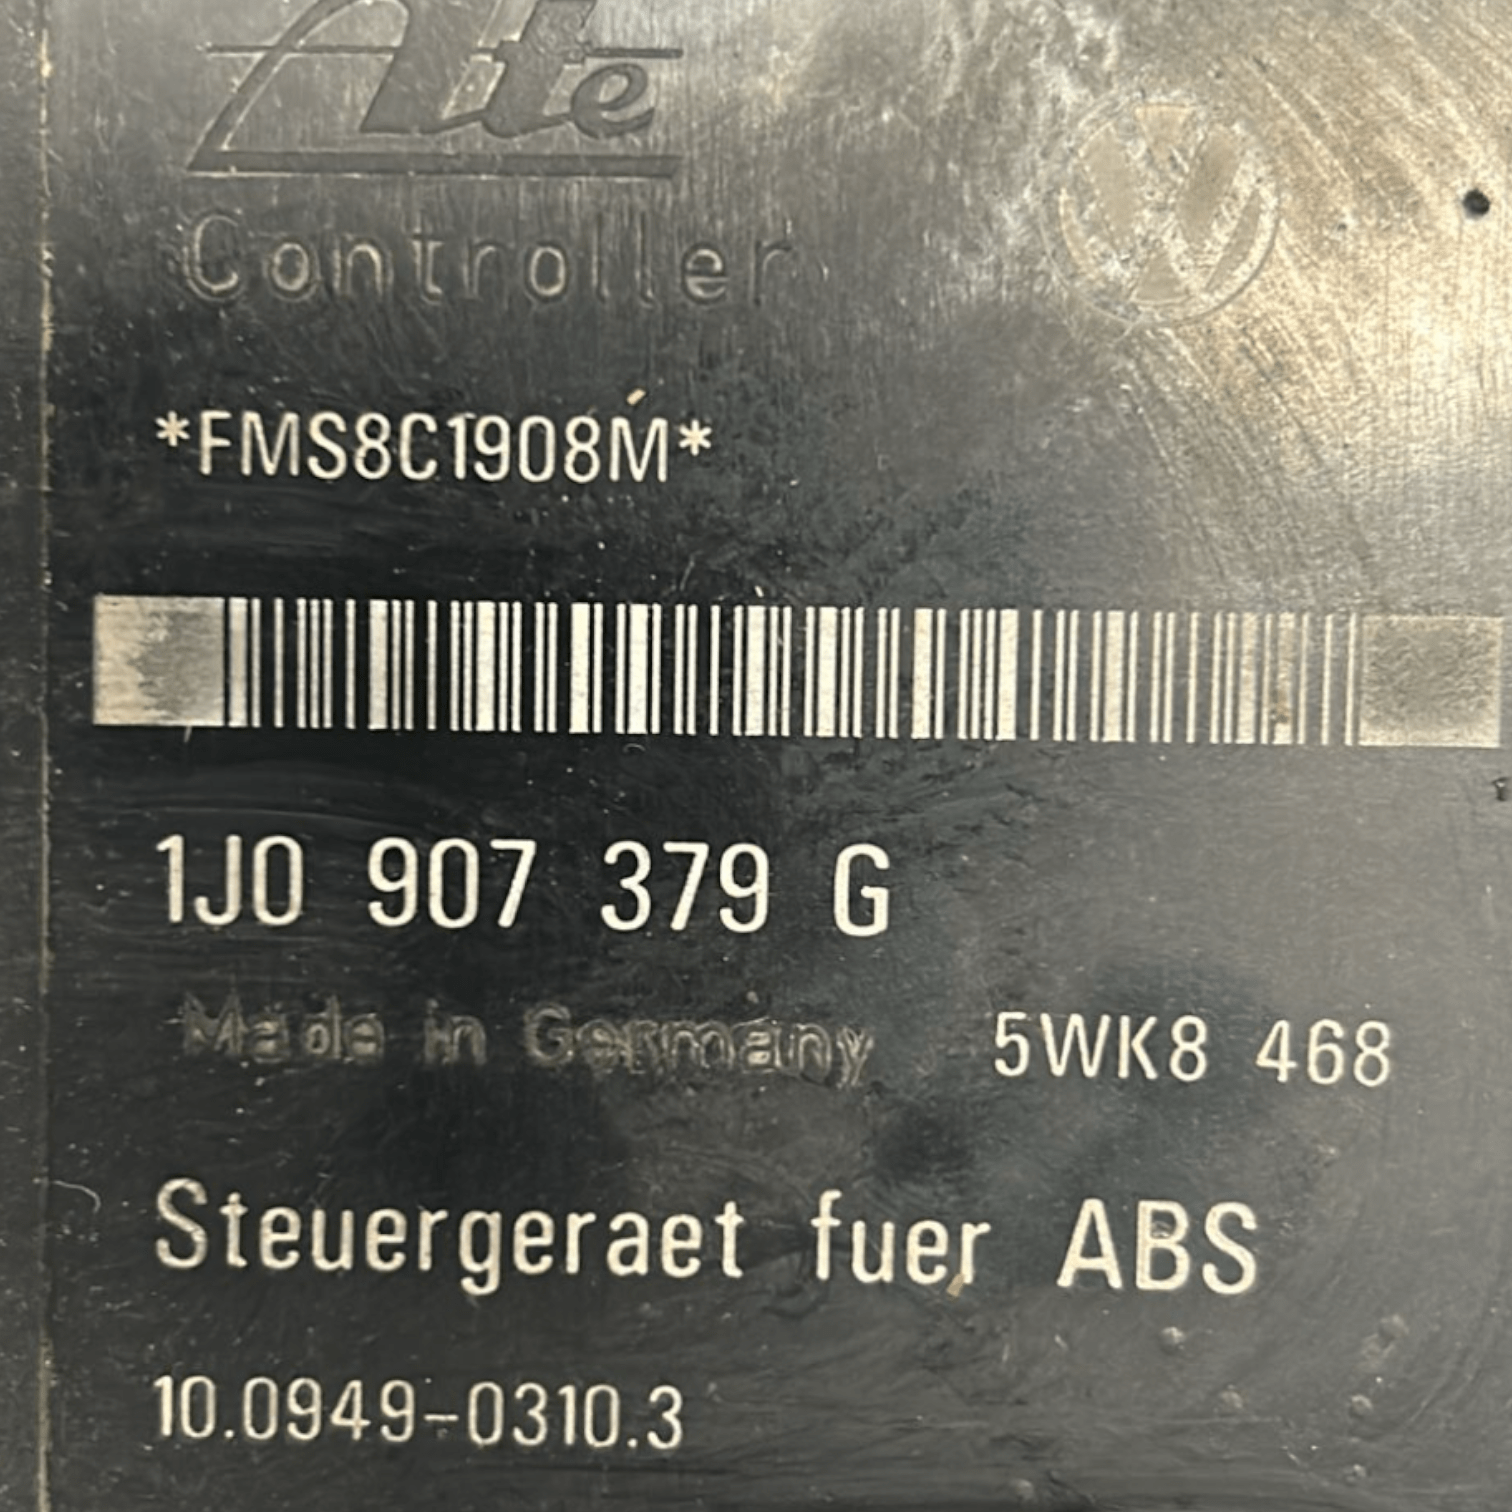 Ate
Controller
*FMS8C1908M*
1J0 907 379 G
Made in Germany 5WK8 468
Steuergeraet fuer ABS
10.0949-0310.3